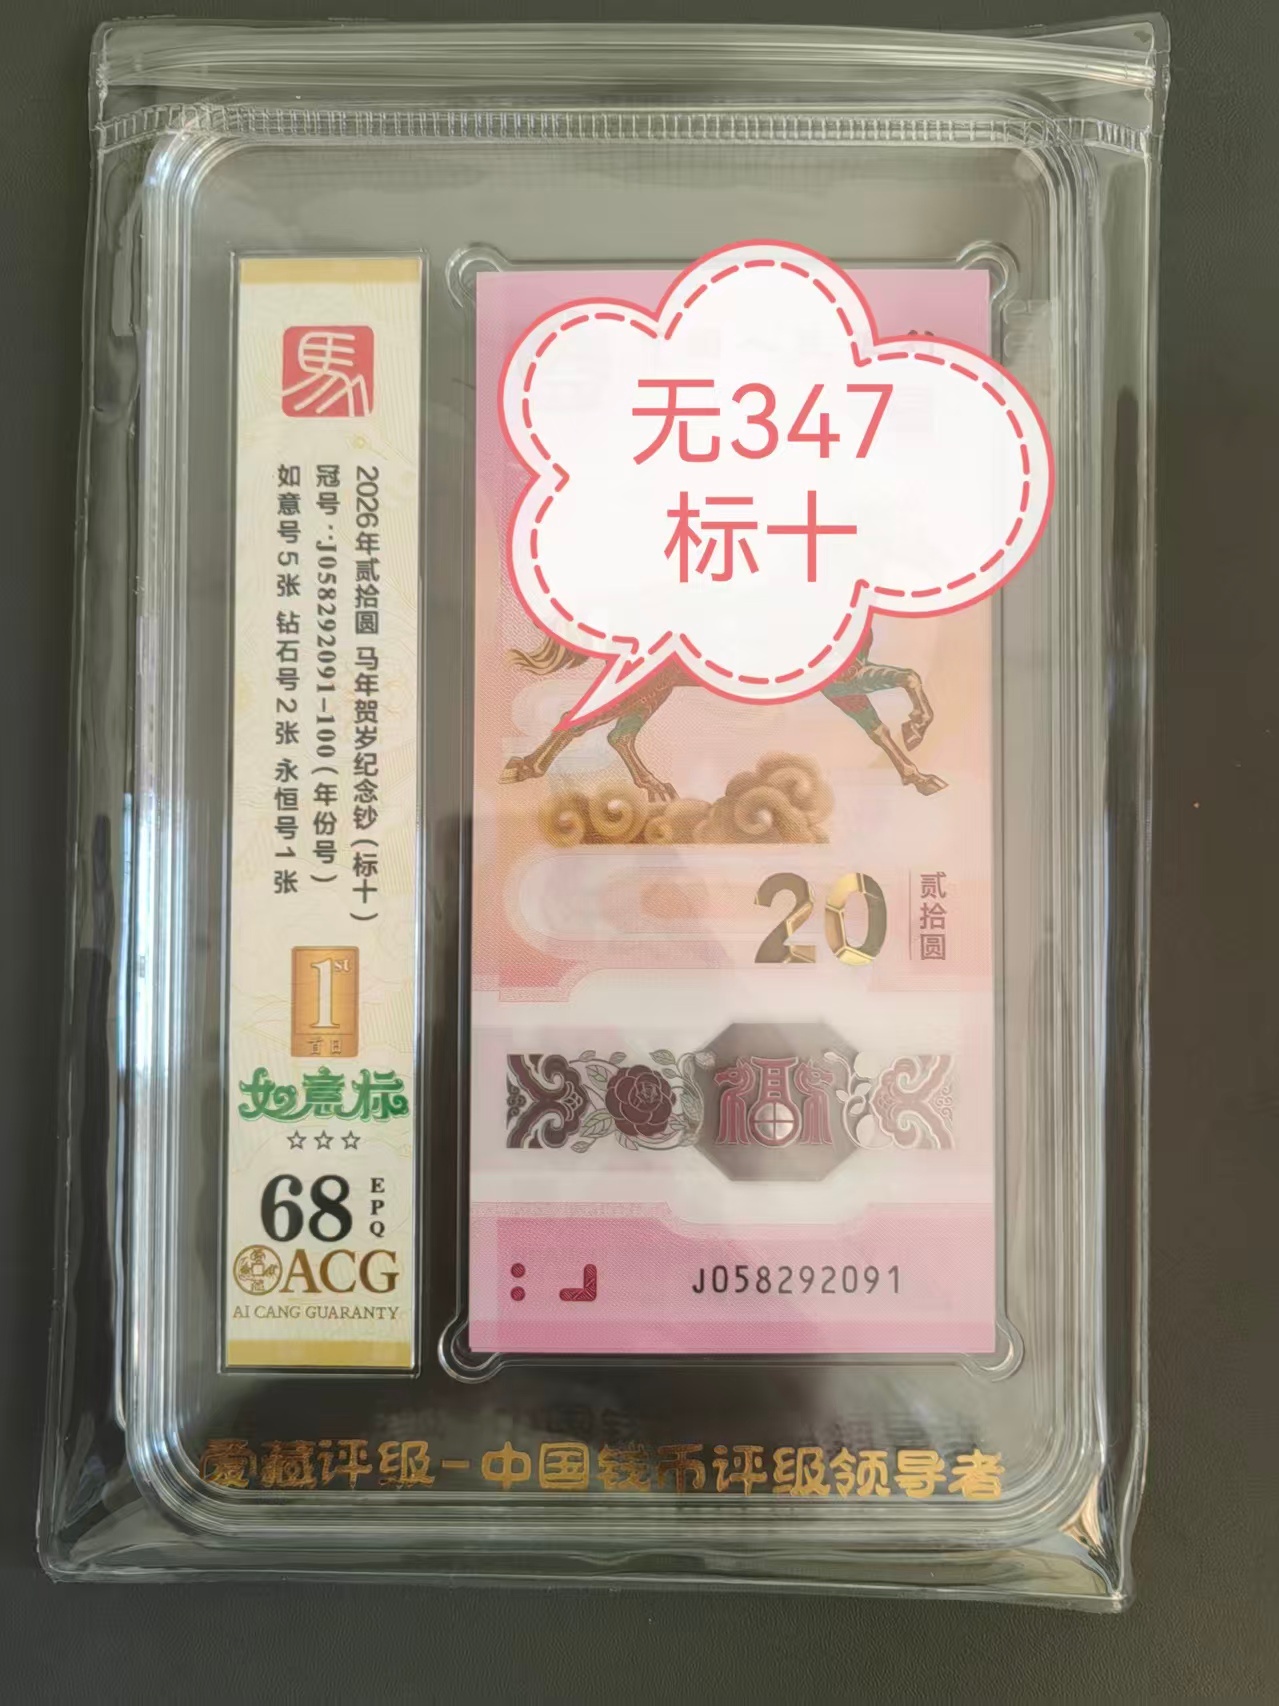 无347
标十
馬
2026年贰拾圆 马年贺岁纪念钞(标十)
冠号:J058292091-100(年份号)
如意号5张 钻石号2张 永恒号1张
1st
首日
如意标
☆☆☆
68 EPQ
ACG
AI CANG GUARANTY
20
贰拾圆
福
J058292091
爱藏评级-中国钱币评级领导者